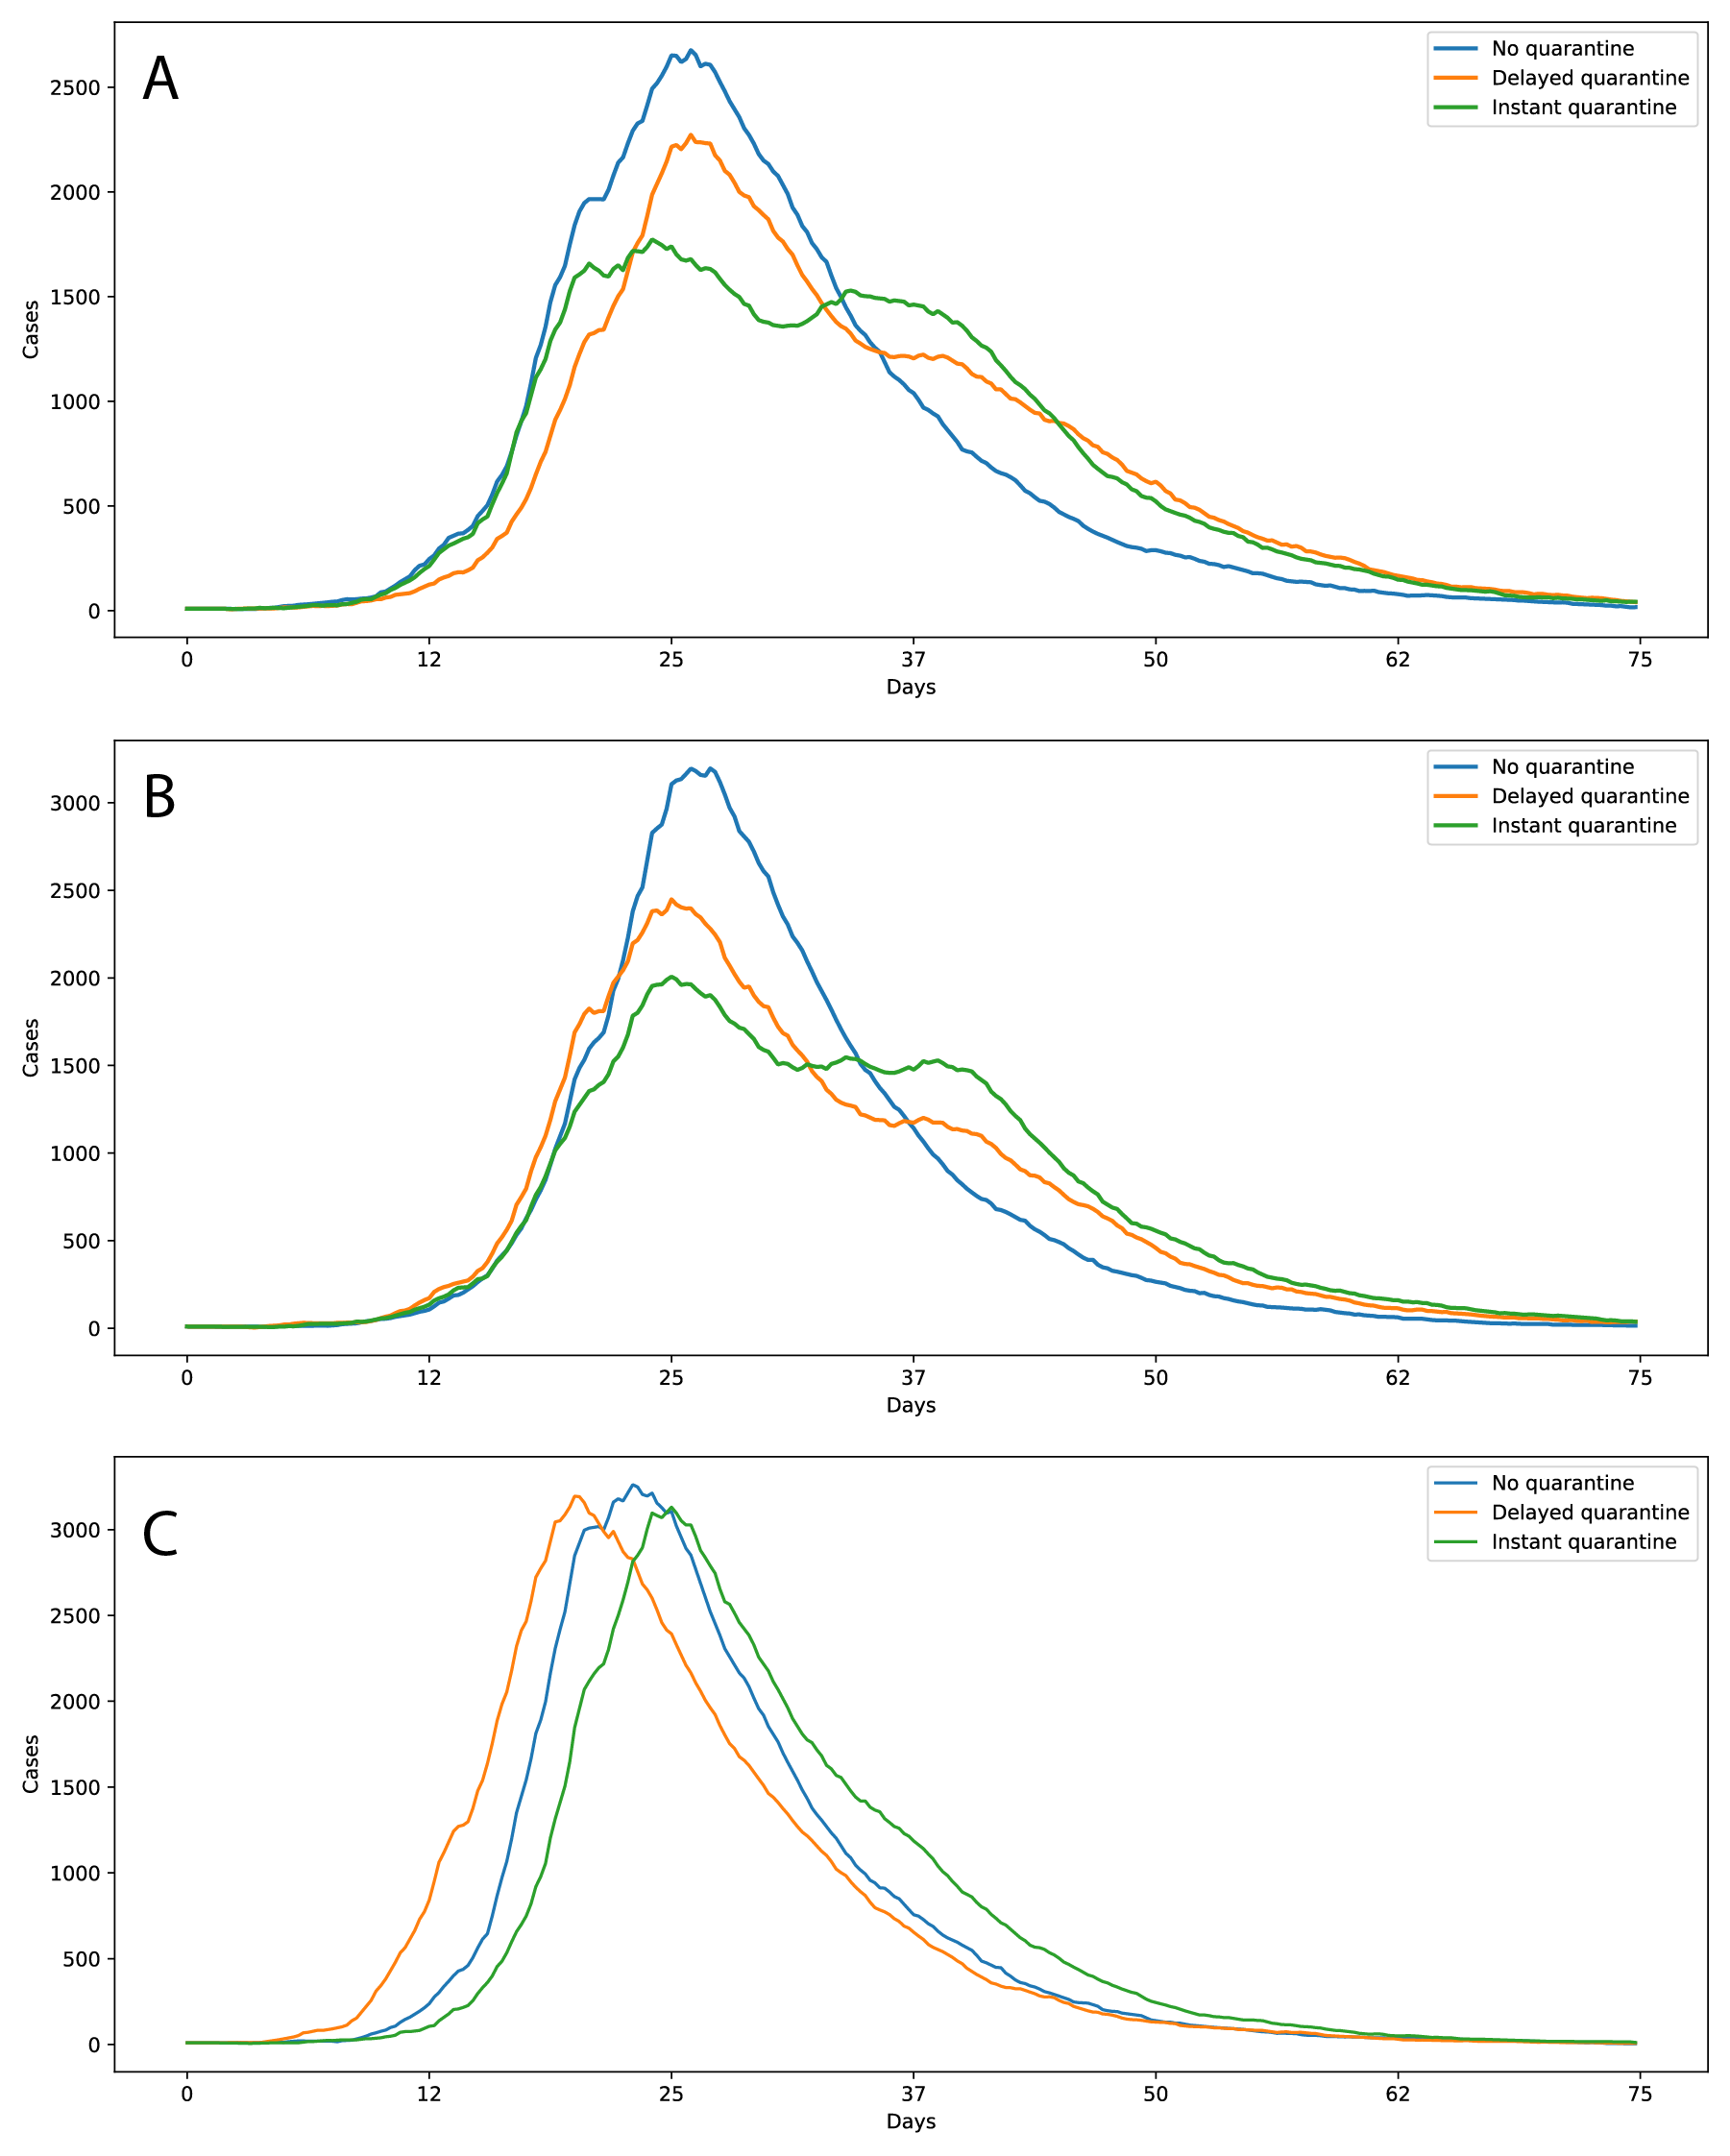 A
No quarantine
Delayed quarantine
Instant quarantine
2500
2000
1500
1000
500
0
Cases
0 12 25 37 50 62 75
Days
B
No quarantine
Delayed quarantine
Instant quarantine
3000
2500
2000
1500
1000
500
0
Cases
0 12 25 37 50 62 75
Days
C
No quarantine
Delayed quarantine
Instant quarantine
3000
2500
2000
1500
1000
500
0
Cases
0 12 25 37 50 62 75
Days